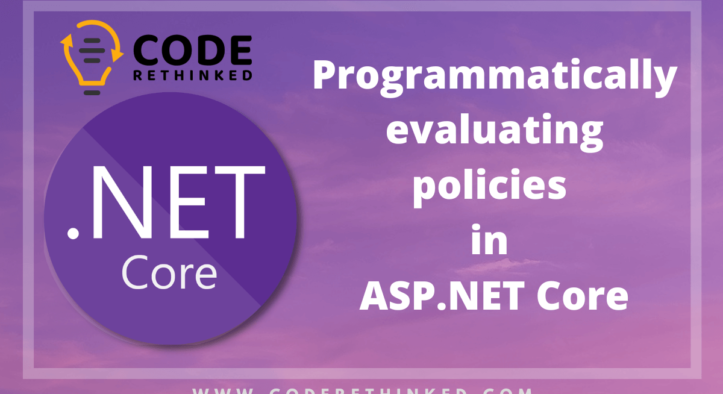 CODE
RETHINKED
.NET
Core
Programmatically
evaluating
policies
in
ASP.NET Core
WWW.CODERETHINKED.COM